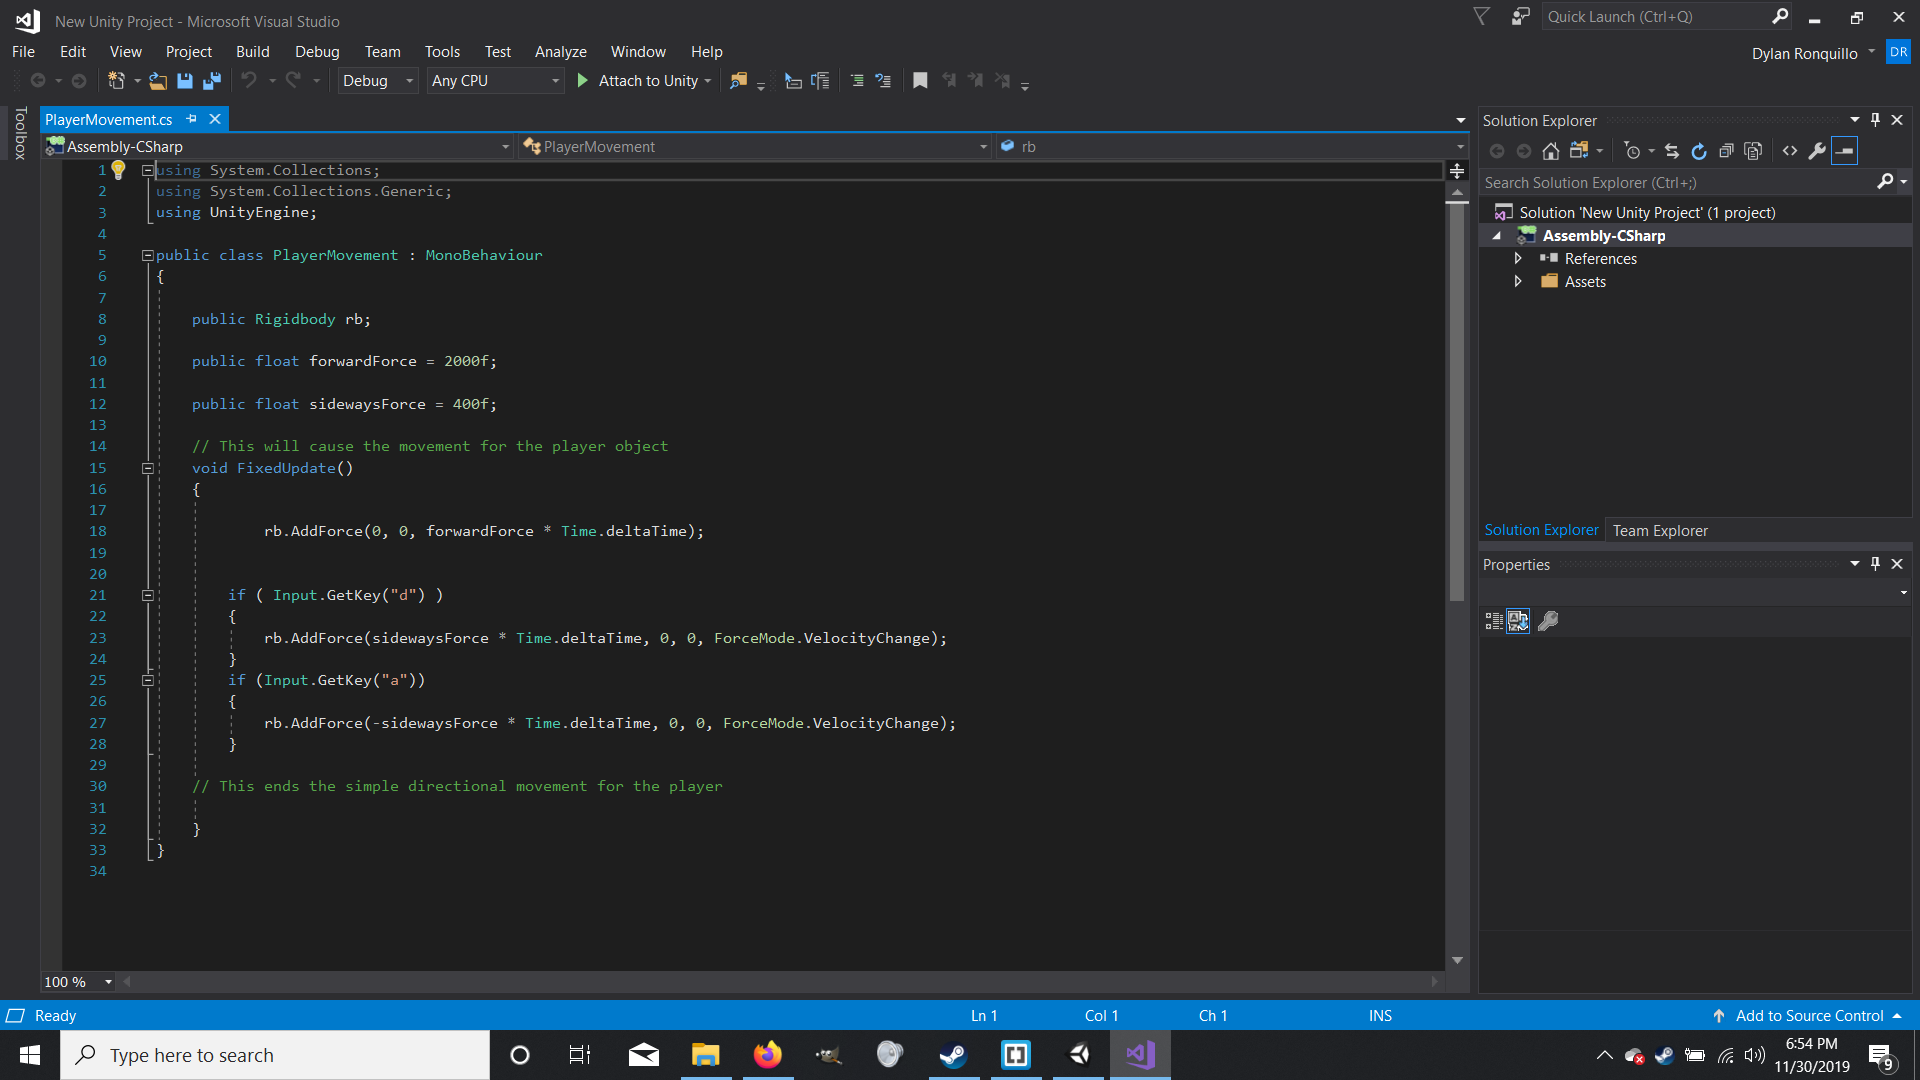 New Unity Project - Microsoft Visual Studio
Quick Launch (Ctrl+Q)
File Edit View Project Build Debug Team Tools Test Analyze Window Help
Dylan Ronquillo DR
Debug Any CPU Attach to Unity
Toolbox
PlayerMovement.cs
Assembly-CSharp PlayerMovement rb
1 using System.Collections;
2 using System.Collections.Generic;
3 using UnityEngine;
4
5 public class PlayerMovement : MonoBehaviour
6 {
7
8 public Rigidbody rb;
9
10 public float forwardForce = 2000f;
11
12 public float sidewaysForce = 400f;
13
14 // This will cause the movement for the player object
15 void FixedUpdate()
16 {
17
18 rb.AddForce(0, 0, forwardForce * Time.deltaTime);
19
20
21 if ( Input.GetKey("d") )
22 {
23 rb.AddForce(sidewaysForce * Time.deltaTime, 0, 0, ForceMode.VelocityChange);
24 }
25 if (Input.GetKey("a"))
26 {
27 rb.AddForce(-sidewaysForce * Time.deltaTime, 0, 0, ForceMode.VelocityChange);
28 }
29
30 // This ends the simple directional movement for the player
31
32 }
33 }
34
100 %
Solution Explorer
Search Solution Explorer (Ctrl+;)
Solution 'New Unity Project' (1 project)
Assembly-CSharp
References
Assets
Solution Explorer Team Explorer
Properties
Ready Ln 1 Col 1 Ch 1 INS Add to Source Control
Type here to search
6:54 PM
11/30/2019
9